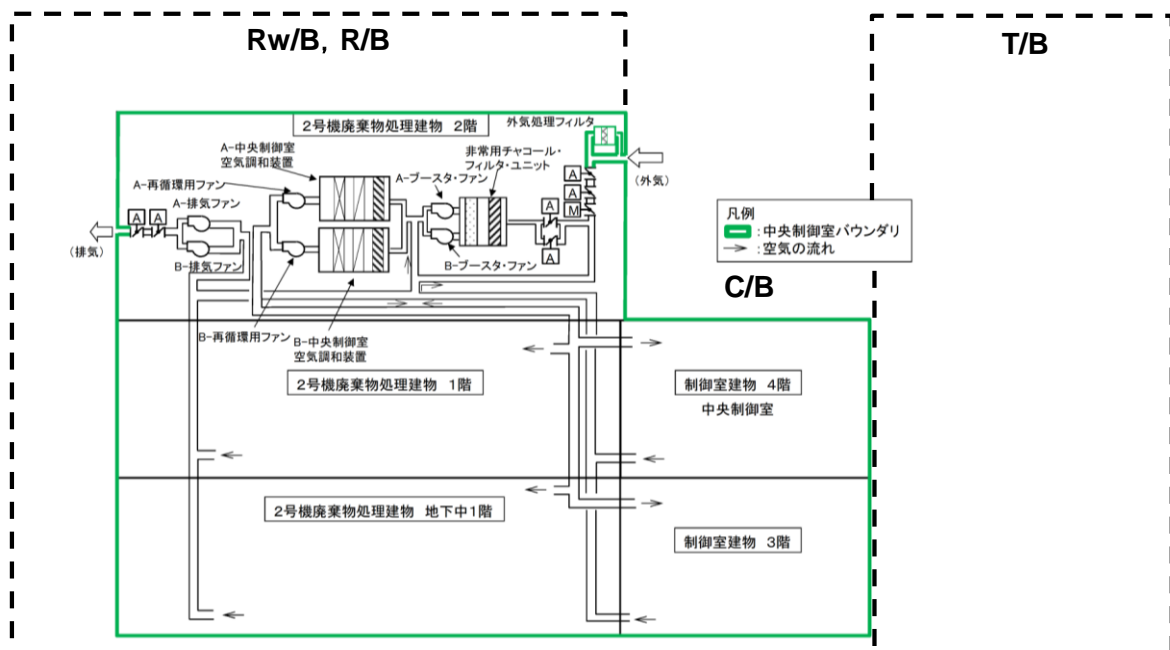 Rw/B, R/B
T/B
2号機廃棄物処理建物 2階
外気処理フィルタ
A-中央制御室
空気調和装置
非常用チャコール・
フィルタ・ユニット
A-再循環用ファン
A-ブースタ・ファン
A-排気ファン
(外気)
A
A
M
A
A
A
A
(排気)
B-排気ファン
B-ブースタ・ファン
凡例
:中央制御室バウンダリ
:空気の流れ
C/B
B-再循環用ファン
B-中央制御室
空気調和装置
2号機廃棄物処理建物 1階
制御室建物 4階
中央制御室
2号機廃棄物処理建物 地下中1階
制御室建物 3階